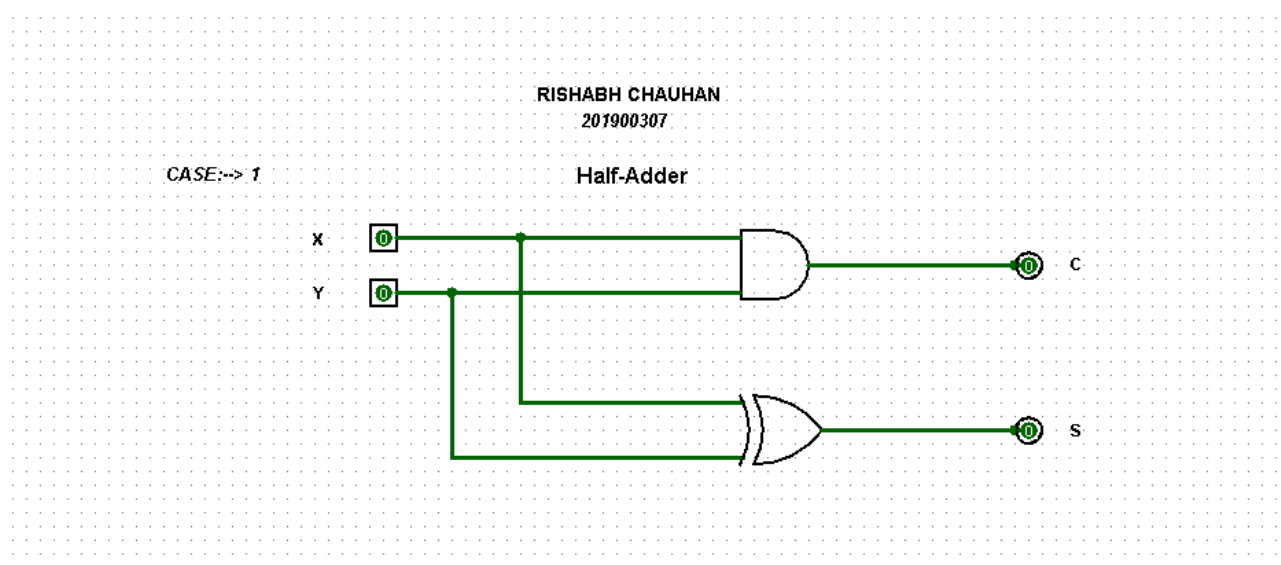 RISHABH CHAUHAN
201900307
CASE:--> 1
Half-Adder
X 0
0 C
Y 0
0 S